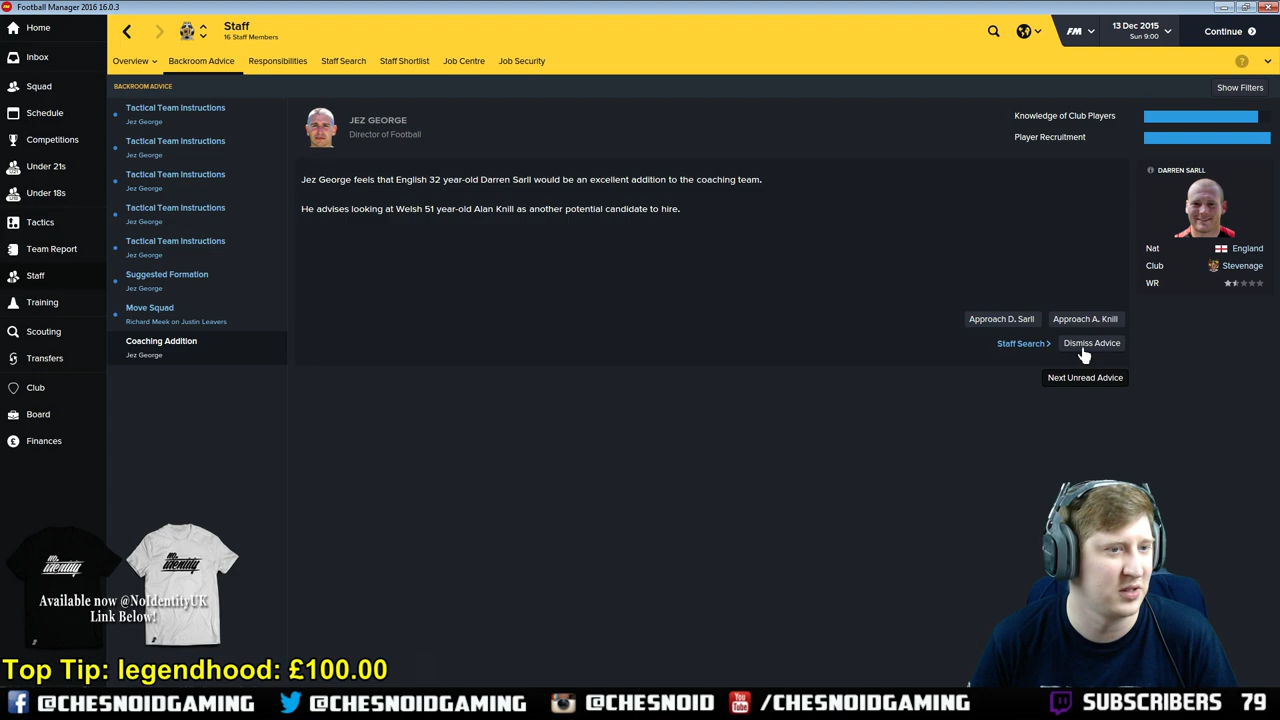 Football Manager 2016 16.0.3
Home
Inbox
Squad
Schedule
Competitions
Under 21s
Under 18s
Tactics
Team Report
Staff
Training
Scouting
Transfers
Club
Board
Finances
Staff
16 Staff Members
FM
13 Dec 2015
Sun 9:00
Continue
Overview
Backroom Advice
Responsibilities
Staff Search
Staff Shortlist
Job Centre
Job Security
?
BACKROOM ADVICE
Show Filters
Tactical Team Instructions
Jez George
Tactical Team Instructions
Jez George
Tactical Team Instructions
Jez George
Tactical Team Instructions
Jez George
Tactical Team Instructions
Jez George
Suggested Formation
Jez George
Move Squad
Richard Meek on Justin Leavers
Coaching Addition
Jez George
JEZ GEORGE
Director of Football
Knowledge of Club Players
Player Recruitment
Jez George feels that English 32 year-old Darren Sarll would be an excellent addition to the coaching team.
He advises looking at Welsh 51 year-old Alan Knill as another potential candidate to hire.
Approach D. Sarll
Approach A. Knill
Staff Search >
Dismiss Advice
Next Unread Advice
DARREN SARLL
Nat England
Club Stevenage
WR
No. Identity
No. Identity
Available now @NoIdentityUK
Link Below!
Top Tip: legendhood: £100.00
@CHESNOIDGAMING
@CHESNOIDGAMING
@CHESNOID
You Tube
/CHESNOIDGAMING
SUBSCRIBERS 79